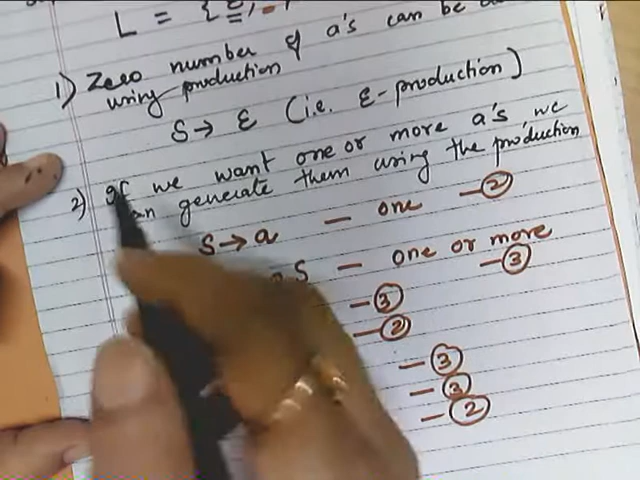 L = {ε,
1) Zero number of a's can be
using production
S → ε (i.e. ε-production)
2) If we want one or more a's, we
an generate them using the production
S → a — one — ②
S — one or more — ③
— ③
— ②
— ③
— ③
— ②